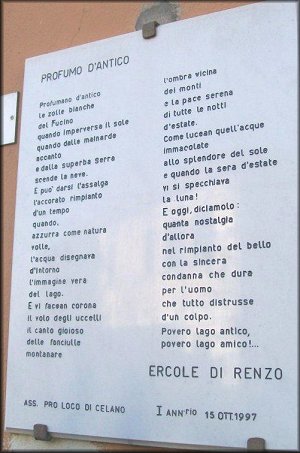 PROFUMO D'ANTICO
Profumano d'antico
le zolle bianche
del Fucino
quando imperversa il sole
quando dalle mainarde
accanto
e dalla superba Serra
scende la neve.
E può darsi l'assalga
l'accorato rimpianto
d'un tempo
quando,
azzurra come natura
volle,
l'acqua disegnava
d'intorno
l'immagine vera
del lago.
E vi facean corona
il volo degli uccelli
il canto gioioso
delle fanciulle
montanare
l'ombra vicina
dei monti
e la pace serena
di tutte le notti
d'estate.
Come lucean quell'acque
immacolate
allo splendore del sole
e quando la sera d'estate
vi si specchiava
la luna!
E oggi, diciamolo:
quanta nostalgia
d'allora
nel rimpianto del bello
con la sincera
condanna che dura
per l'uomo
che tutto distrusse
d'un colpo.
Povero lago antico,
povero lago amico!...
ERCOLE DI RENZO
ASS. PRO LOCO DI CELANO
I ANN.rio 15 OTT. 1997